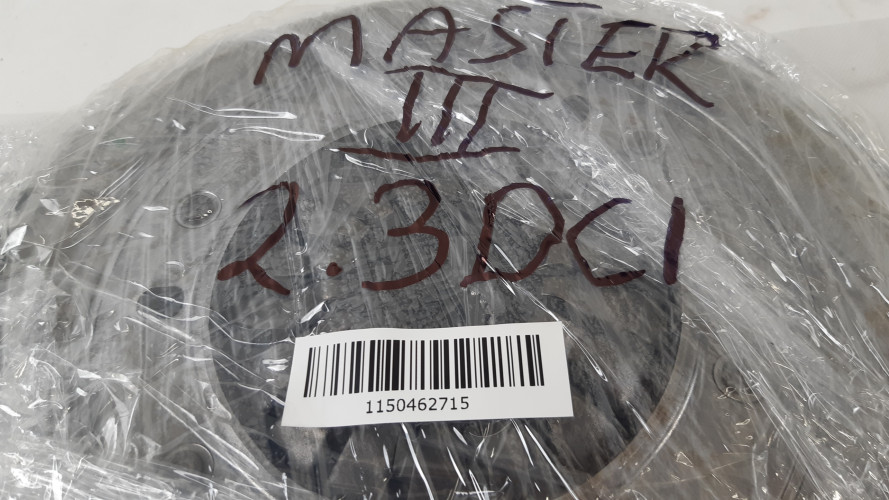 MASTER
III
2.3DCI
1150462715